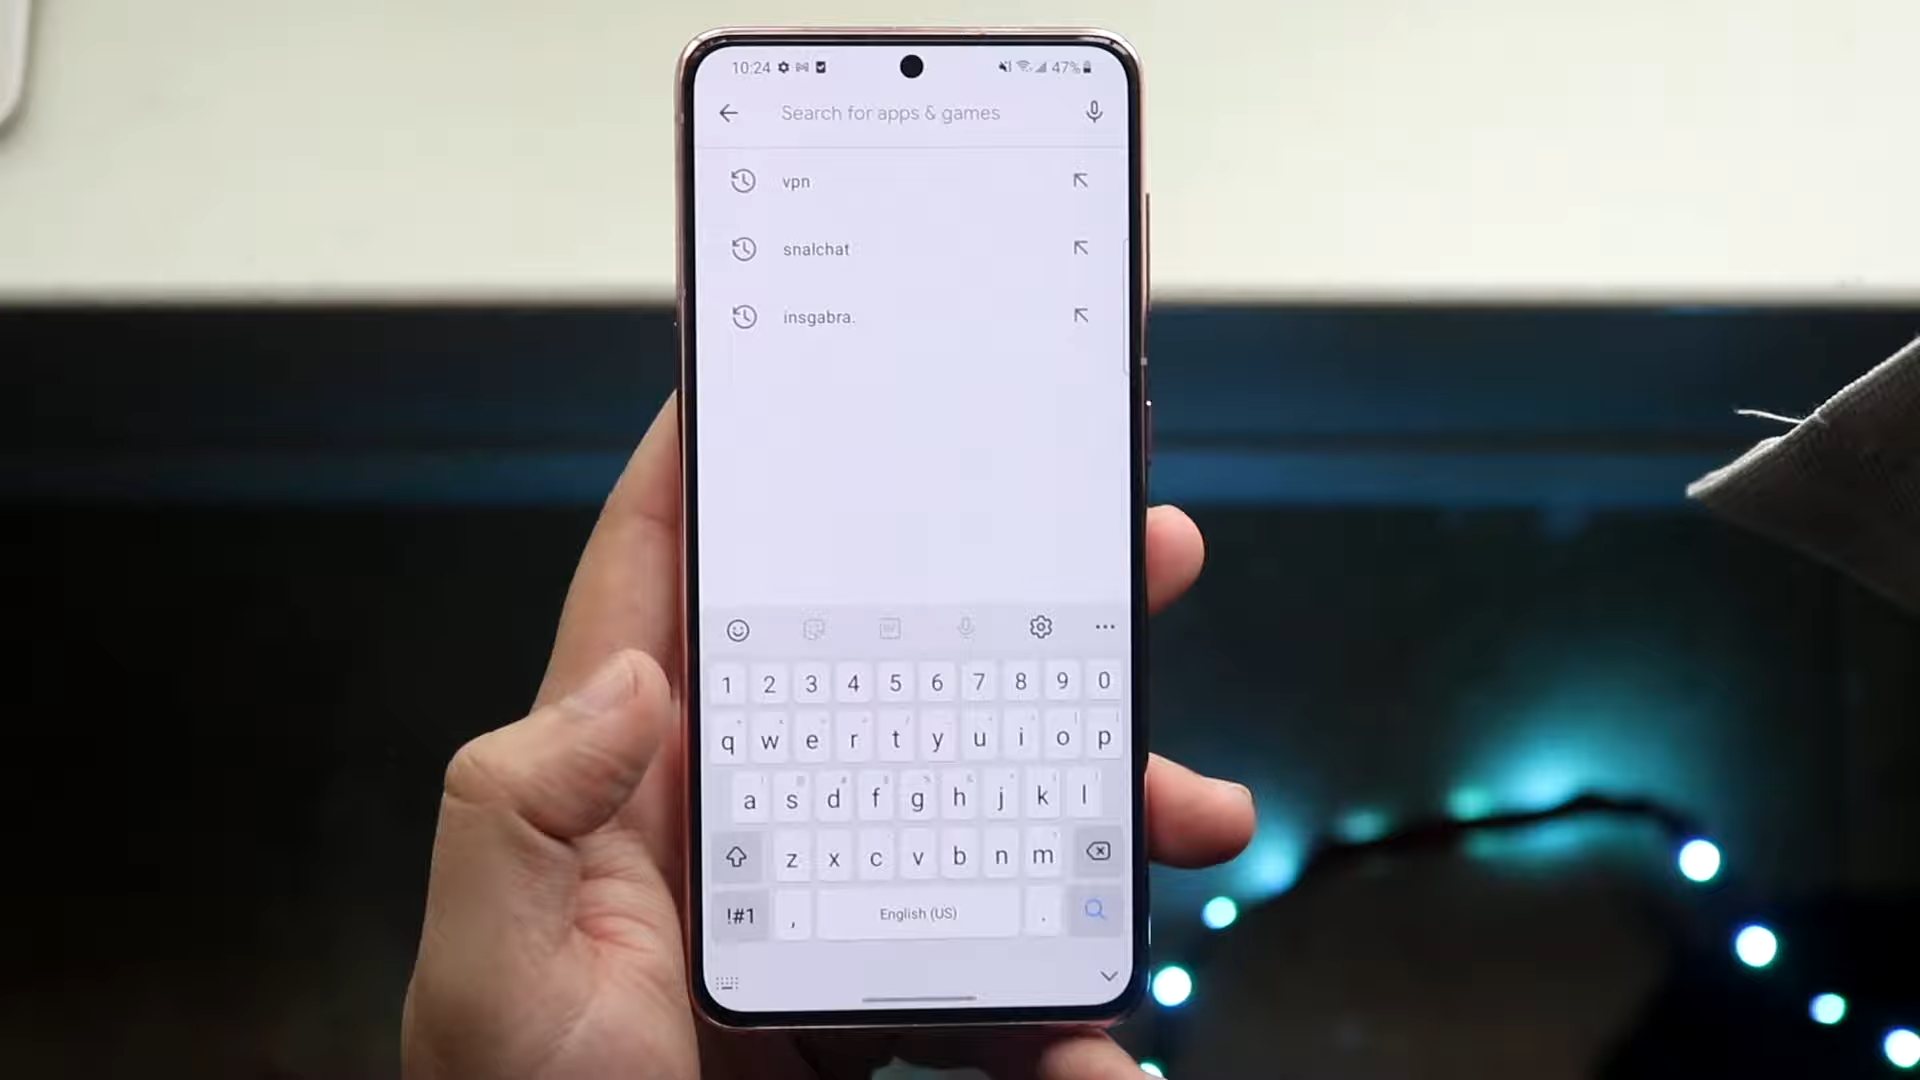 10:24 47%
Search for apps & games
vpn
snalchat
insgabra.
1 2 3 4 5 6 7 8 9 0
q w e r t y u i o p
a s d f g h j k l
z x c v b n m
!#1 , English (US) .